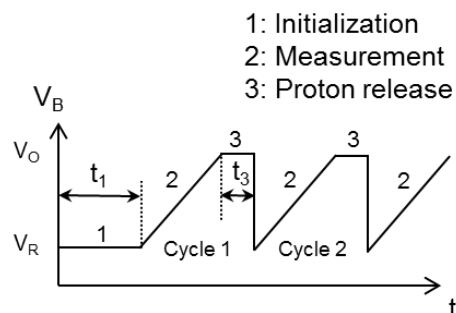 1: Initialization
2: Measurement
3: Proton release
V_B
V_O
3
3
t_1
2
t_3
2
2
V_R
1
Cycle 1
Cycle 2
t